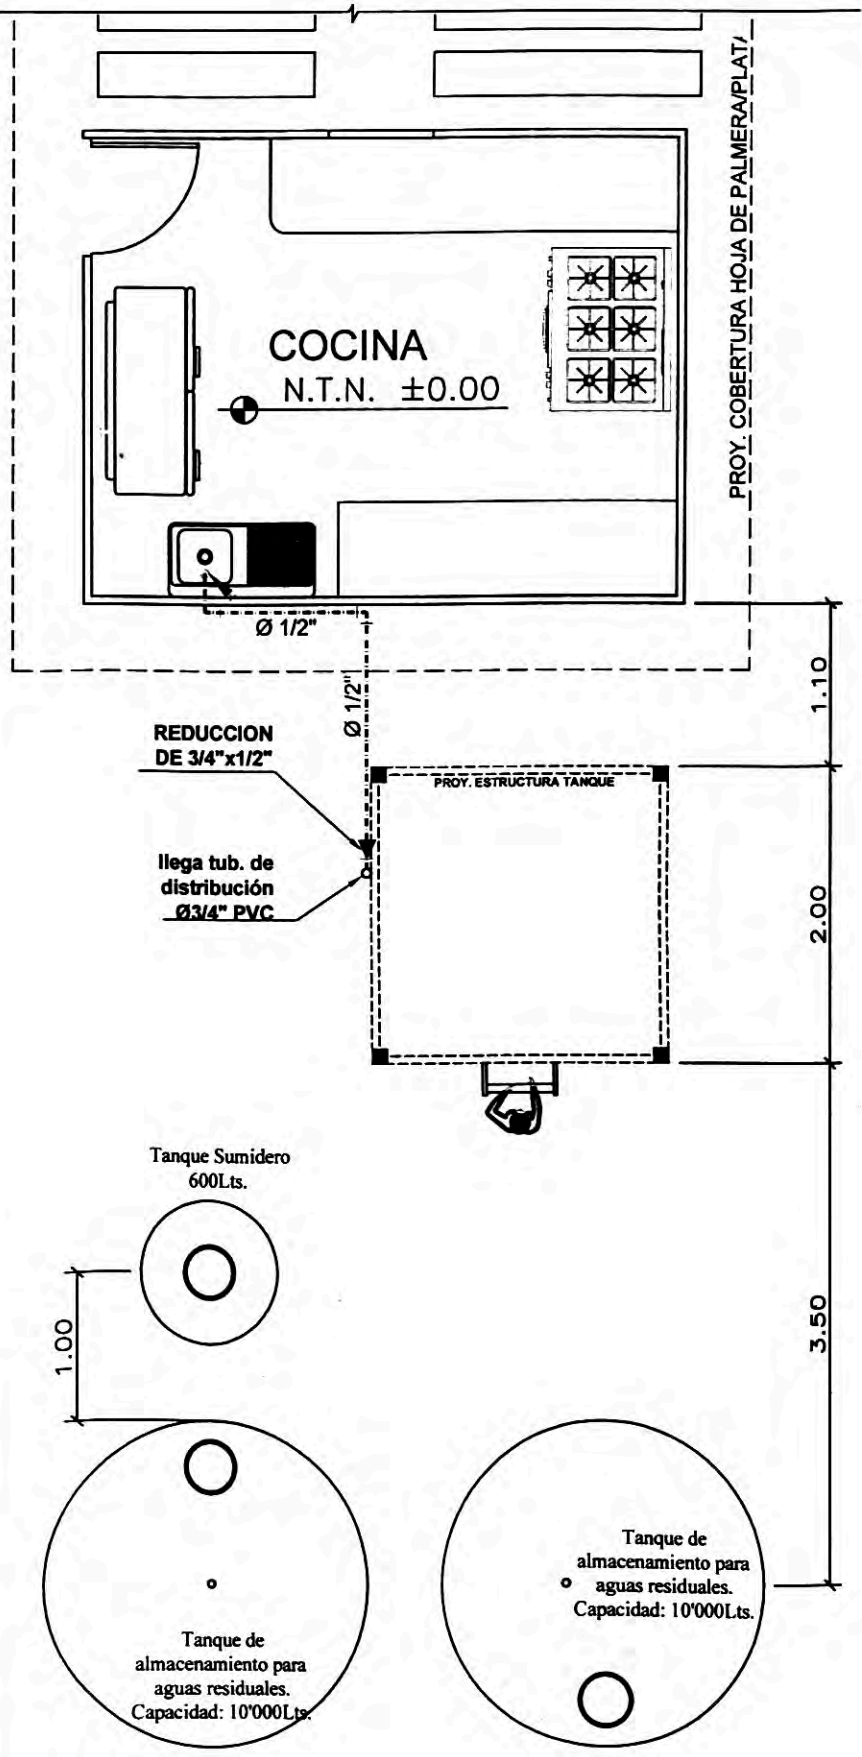 PROY. COBERTURA HOJA DE PALMERA/PLAT/
COCINA
N.T.N. ±0.00
Ø 1/2"
Ø 1/2"
1.10
REDUCCION
DE 3/4"x1/2"
PROY. ESTRUCTURA TANQUE
llega tub. de
distribución
Ø3/4" PVC
2.00
Tanque Sumidero
600Lts.
1.00
3.50
Tanque de
almacenamiento para
aguas residuales.
Capacidad: 10'000Lts.
Tanque de
almacenamiento para
aguas residuales.
Capacidad: 10'000Lts.